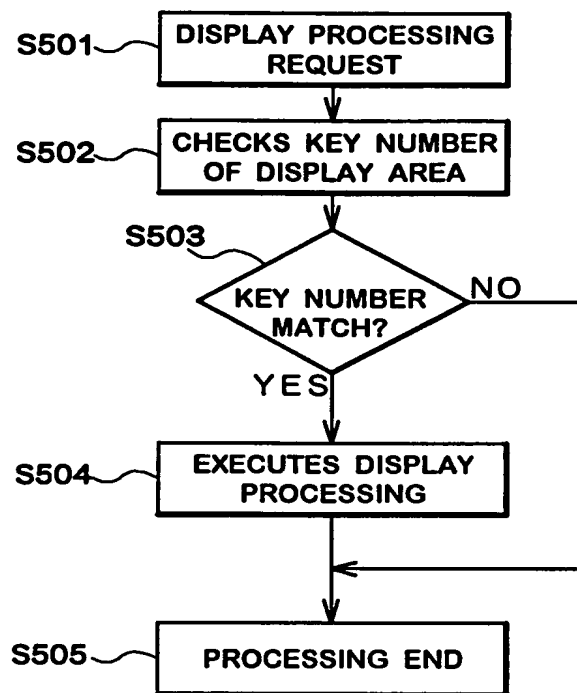 S501
DISPLAY PROCESSING
REQUEST
S502
CHECKS KEY NUMBER
OF DISPLAY AREA
S503
KEY NUMBER
MATCH?
NO
YES
S504
EXECUTES DISPLAY
PROCESSING
S505
PROCESSING END